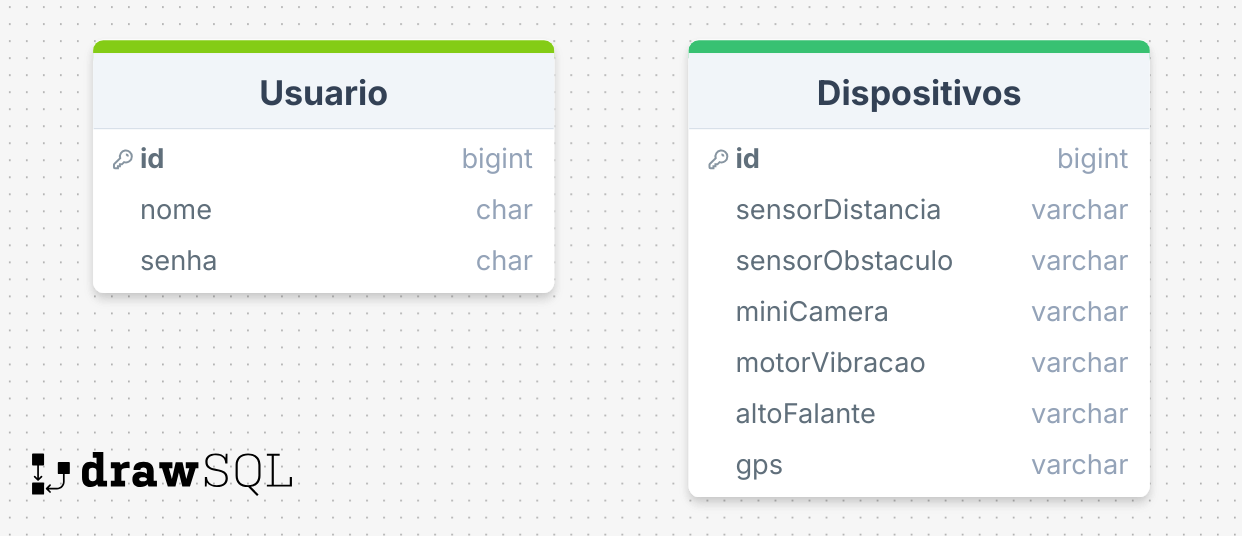 Usuario
id bigint
nome char
senha char
Dispositivos
id bigint
sensorDistancia varchar
sensorObstaculo varchar
miniCamera varchar
motorVibracao varchar
altoFalante varchar
gps varchar
drawSQL